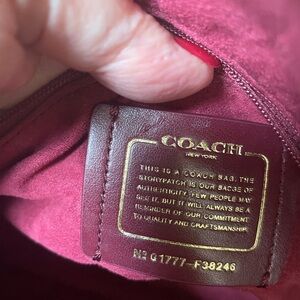 COACH
NEW YORK
THIS IS A COACH BAG. THE
STORYPATCH IS OUR BADGE OF
AUTHENTICITY. FEW PEOPLE MAY
SEE IT, BUT IT WILL ALWAYS BE A
REMINDER OF OUR COMMITMENT
TO QUALITY AND CRAFTSMANSHIP.
Nº G1777-F38246